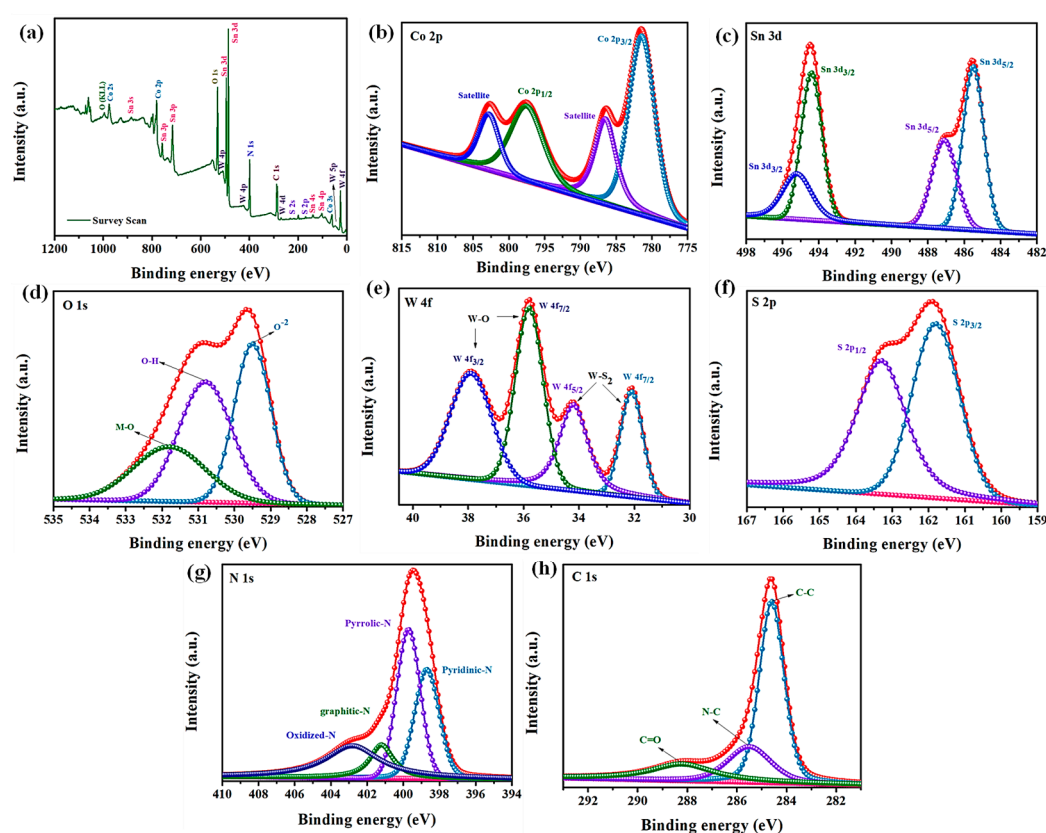 (a)
O (KLL)
Co 2s
Sn 3s
Co 2p
Sn 3p
Sn 3p
O 1s
Sn 3d
Sn 3d
W 4p
W 4p
N 1s
C 1s
W 4d
S 2s
S 2p
Sn 4s
Sn 4p
Co 3s
W 5p
W 4f
Survey Scan
Intensity (a.u.)
1200 1000 800 600 400 200 0
Binding energy (eV)
(b)
Co 2p
Co 2p3/2
Co 2p1/2
Satellite
Satellite
Intensity (a.u.)
815 805 798 790 782 775
Binding energy (eV)
(c)
Sn 3d
Sn 3d5/2
Sn 3d3/2
Sn 3d5/2
Sn 3d3/2
Intensity (a.u.)
498 496 494 492 490 488 486 484 482
Binding energy (eV)
(d)
O 1s
O-2
O-H
M-O
Intensity (a.u.)
535 534 533 532 531 530 529 528 527
Binding energy (eV)
(e)
W 4f
W 4f7/2
W-O
W 4f3/2
W-S2
W 4f5/2
W 4f7/2
Intensity (a.u.)
40 38 36 35 33 31 30
Binding energy (eV)
(f)
S 2p
S 2p3/2
S 2p1/2
Intensity (a.u.)
167 166 165 164 163 162 161 160 159
Binding energy (eV)
(g)
N 1s
Pyrrolic-N
Pyridinic-N
graphitic-N
Oxidized-N
Intensity (a.u.)
410 408 406 404 402 400 398 396 394
Binding energy (eV)
(h)
C 1s
C-C
N-C
C=O
Intensity (a.u.)
292 290 288 286 284 282
Binding energy (eV)